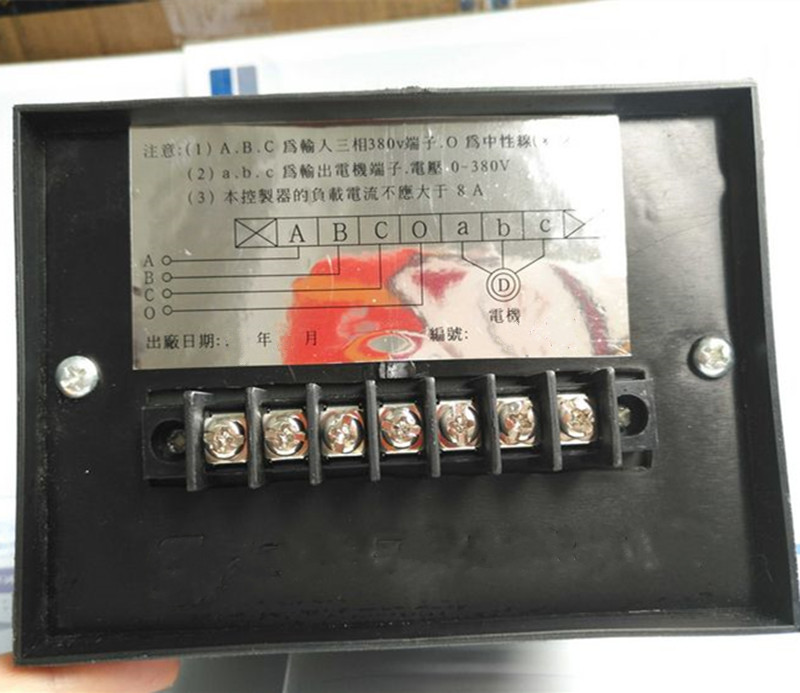 注意:(1) A.B.C 爲輸人三相380v端子.O 爲中性線(
(2) a.b.c 爲輸出電機端子.電壓.0-380V
(3) 本控製器的負載電流不應大于 8 A
A B C O a b c
A
B
C
O
D
電機
出廠日期:. 年 月 編號: